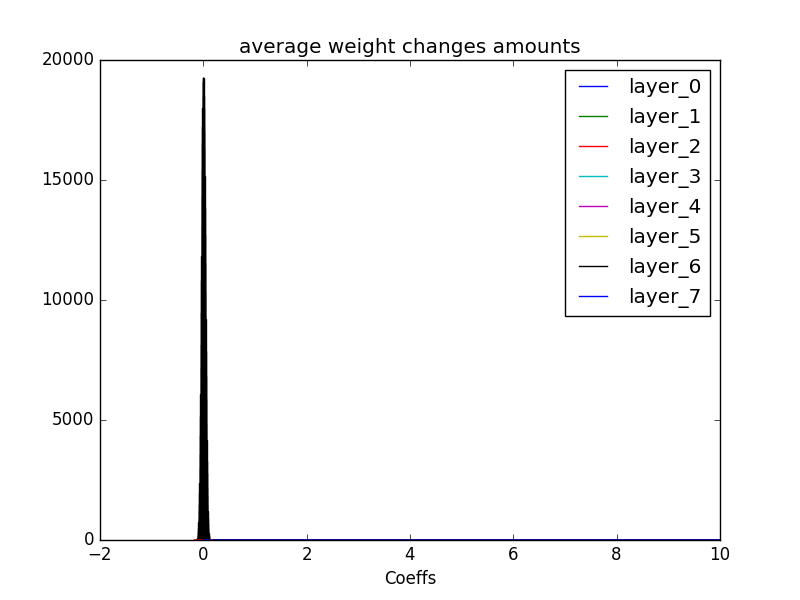 average weight changes amounts
20000
15000
10000
5000
0
−2
0
2
4
6
8
10
Coeffs
layer_0
layer_1
layer_2
layer_3
layer_4
layer_5
layer_6
layer_7